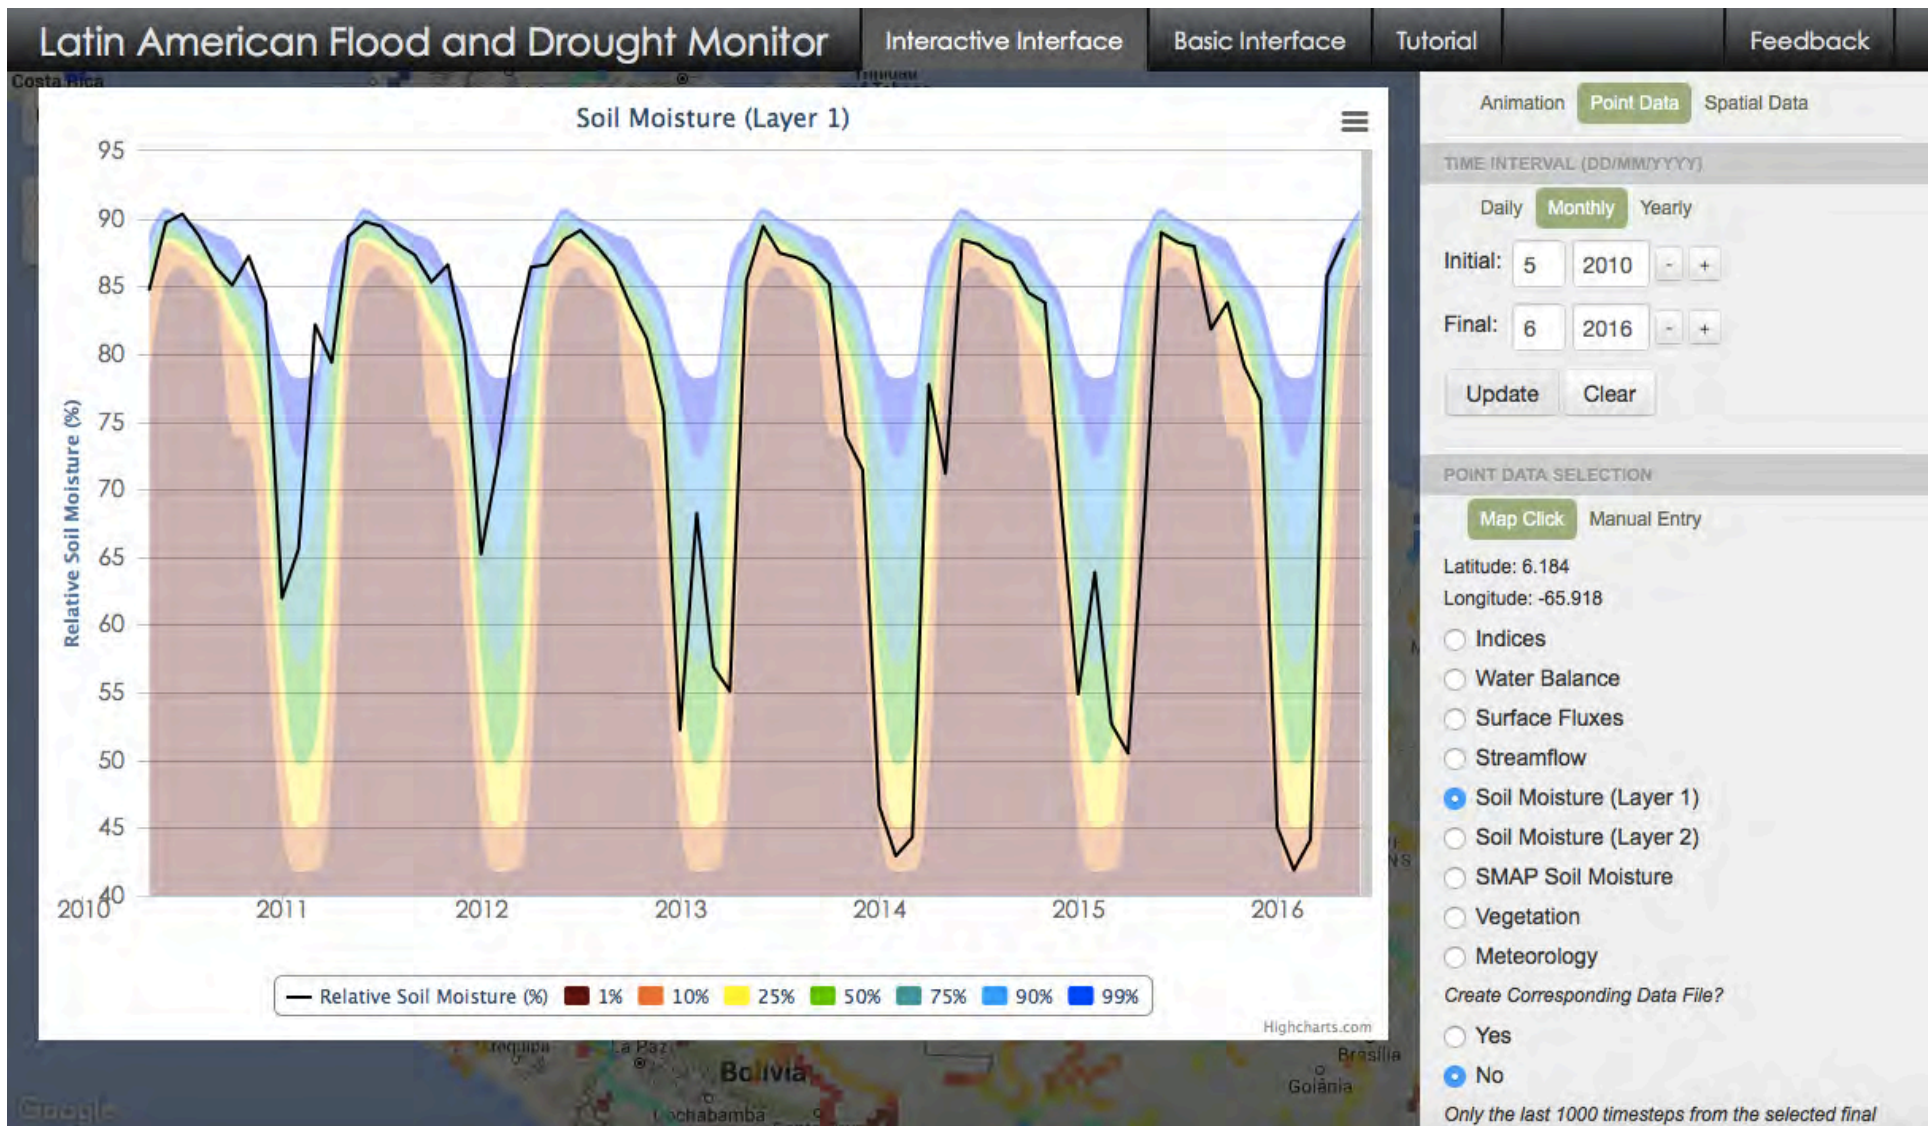 Latin American Flood and Drought Monitor Interactive Interface Basic Interface Tutorial Feedback
Costa Rica
Trinidad
Soil Moisture (Layer 1)
95
90
85
80
75
70
65
60
55
50
45
40
Relative Soil Moisture (%)
2010 2011 2012 2013 2014 2015 2016
Relative Soil Moisture (%) 1% 10% 25% 50% 75% 90% 99%
Highcharts.com
La Paz
Bolivia
Cochabamba
Brasília
Goiânia
Google
Animation Point Data Spatial Data
TIME INTERVAL (DD/MM/YYYY)
Daily Monthly Yearly
Initial: 5 2010 - +
Final: 6 2016 - +
Update Clear
POINT DATA SELECTION
Map Click Manual Entry
Latitude: 6.184
Longitude: -65.918
Indices
Water Balance
Surface Fluxes
Streamflow
Soil Moisture (Layer 1)
Soil Moisture (Layer 2)
SMAP Soil Moisture
Vegetation
Meteorology
Create Corresponding Data File?
Yes
No
Only the last 1000 timesteps from the selected final